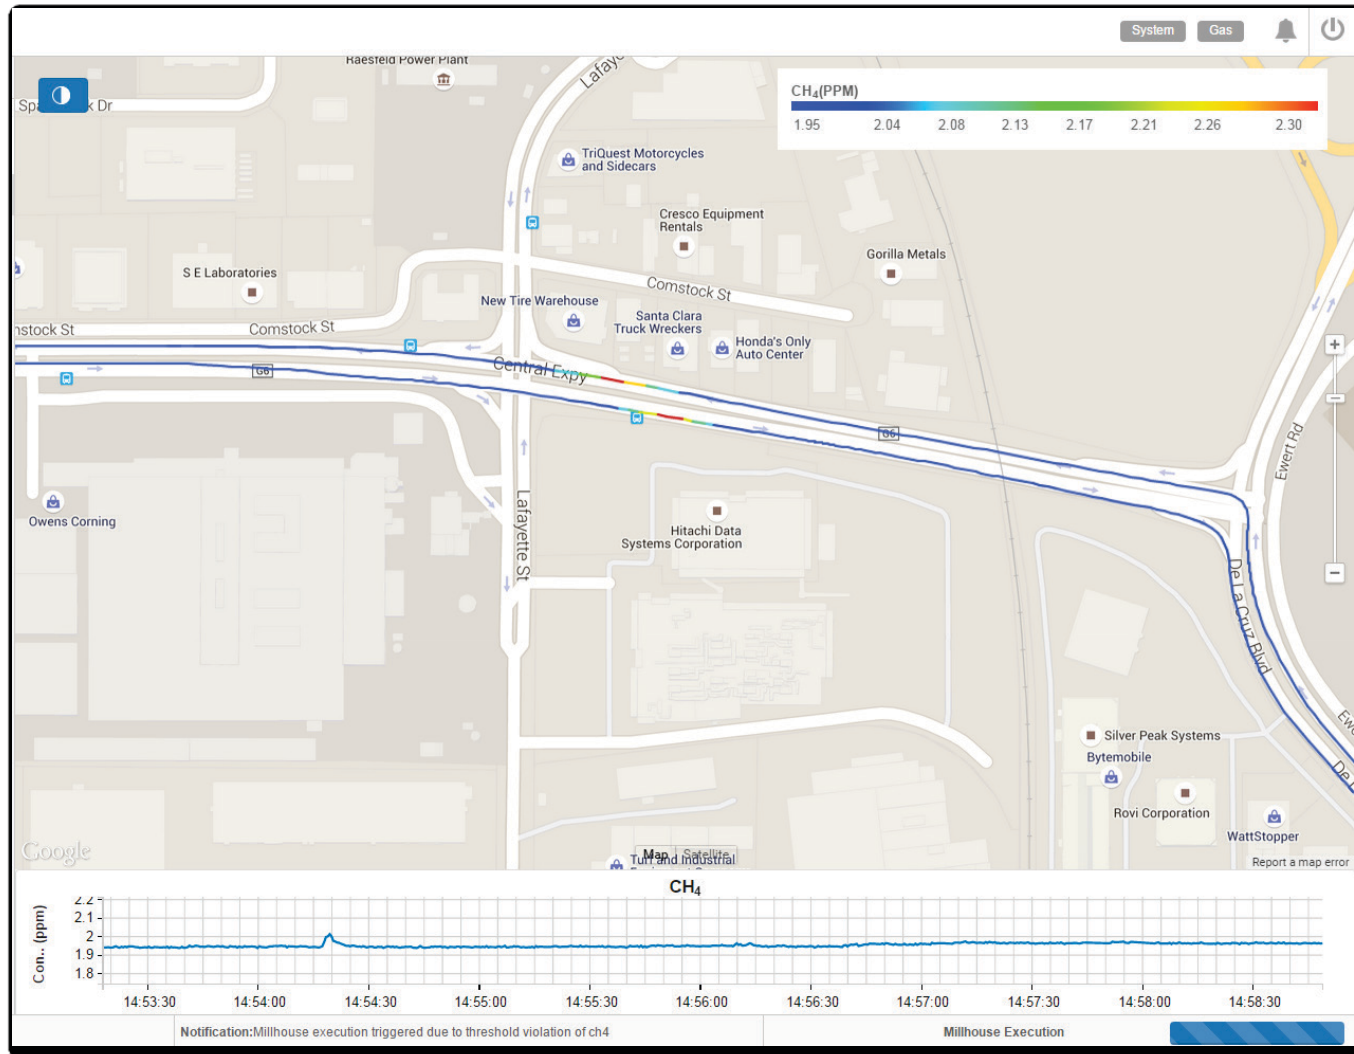 System
Gas
Raesfeld Power Plant
Lafaye
Spa
k Dr
CH₄(PPM)
1.95 2.04 2.08 2.13 2.17 2.21 2.26 2.30
TriQuest Motorcycles
and Sidecars
Cresco Equipment
Rentals
Gorilla Metals
S E Laboratories
Comstock St
New Tire Warehouse
Santa Clara
Truck Wreckers
Honda's Only
Auto Center
nstock St
Comstock St
Central Expy
G6
G6
Ewert Rd
Owens Corning
Lafayette St
Hitachi Data
Systems Corporation
De La Cruz Blvd
Silver Peak Systems
Bytemobile
Rovi Corporation
WattStopper
Ewe
De L
Google
Map
Satellite
Turf and Industrial
Report a map error
CH₄
Con.. (ppm)
2.2
2.1
2
1.9
1.8
14:53:30 14:54:00 14:54:30 14:55:00 14:55:30 14:56:00 14:56:30 14:57:00 14:57:30 14:58:00 14:58:30
Notification:Millhouse execution triggered due to threshold violation of ch4
Millhouse Execution